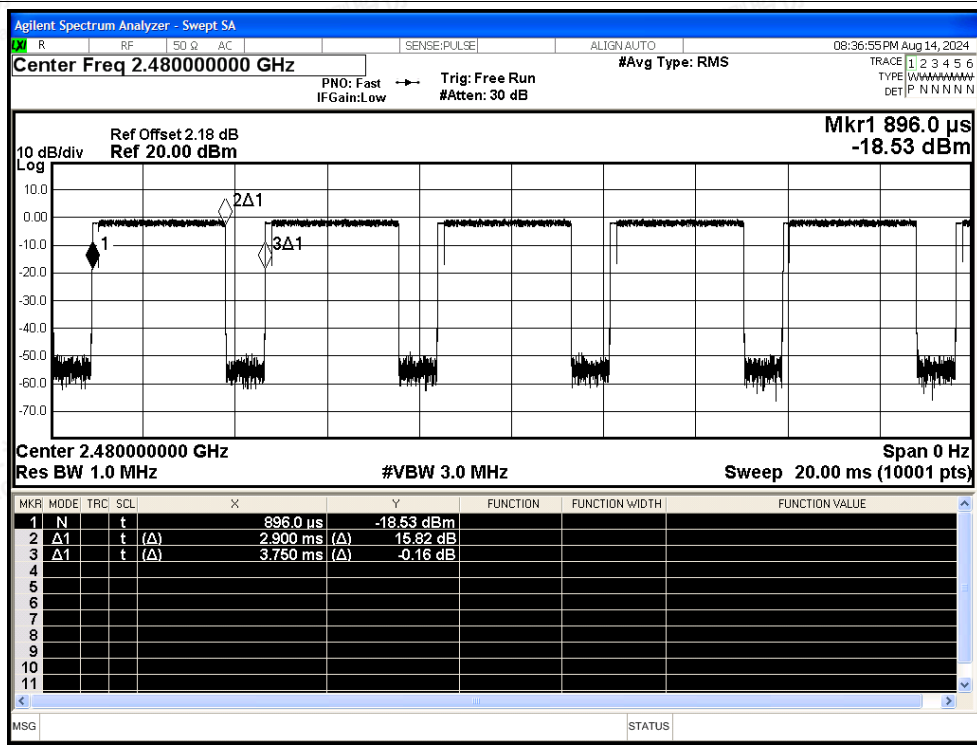 Agilent Spectrum Analyzer - Swept SA
LXI R RF 50 Ω AC SENSE:PULSE ALIGN AUTO 08:36:55 PM Aug 14, 2024
Center Freq 2.480000000 GHz #Avg Type: RMS TRACE 1 2 3 4 5 6
PNO: Fast Trig: Free Run TYPE WWWWWW
IFGain:Low #Atten: 30 dB DET P N N N N N
Ref Offset 2.18 dB Mkr1 896.0 µs
10 dB/div Ref 20.00 dBm -18.53 dBm
Log
10.0
2Δ1
0.00
1 3Δ1
-10.0
-20.0
-30.0
-40.0
-50.0
-60.0
-70.0
Center 2.480000000 GHz Span 0 Hz
Res BW 1.0 MHz #VBW 3.0 MHz Sweep 20.00 ms (10001 pts)
MKR MODE TRC SCL X Y FUNCTION FUNCTION WIDTH FUNCTION VALUE
1 N t 896.0 µs -18.53 dBm
2 Δ1 t (Δ) 2.900 ms (Δ) 15.82 dB
3 Δ1 t (Δ) 3.750 ms (Δ) -0.16 dB
4
5
6
7
8
9
10
11
MSG STATUS